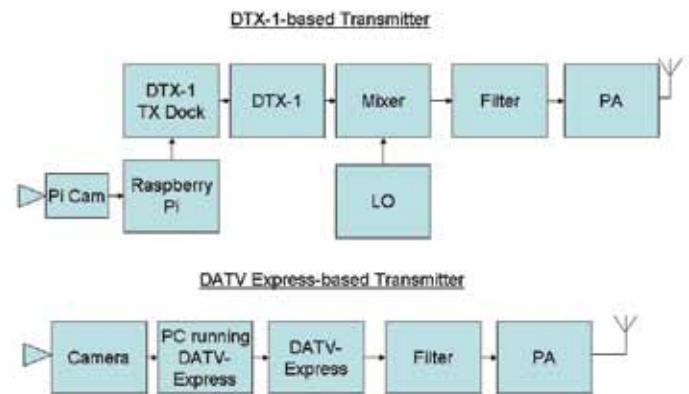 DTX-1-based Transmitter
DTX-1
TX Dock
DTX-1
Mixer
Filter
PA
Pi Cam
Raspberry
Pi
LO
DATV Express-based Transmitter
Camera
PC running
DATV-
Express
DATV-
Express
Filter
PA